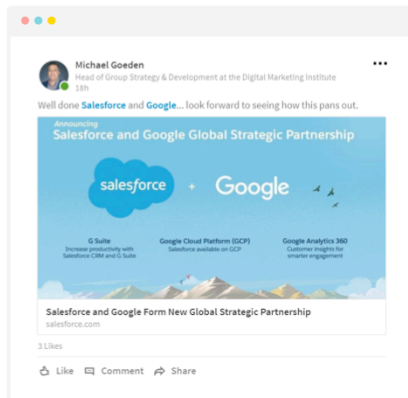 Michael Goeden
Head of Group Strategy & Development at the Digital Marketing Institute
18h
Well done Salesforce and Google... look forward to seeing how this pans out.
Announcing
Salesforce and Google Global Strategic Partnership
salesforce + Google
G Suite
Increase productivity with
Salesforce CRM and G Suite
Google Cloud Platform (GCP)
Salesforce available on GCP
Google Analytics 360
Customer insights for
smarter engagement
Salesforce and Google Form New Global Strategic Partnership
salesforce.com
3 Likes
Like Comment Share